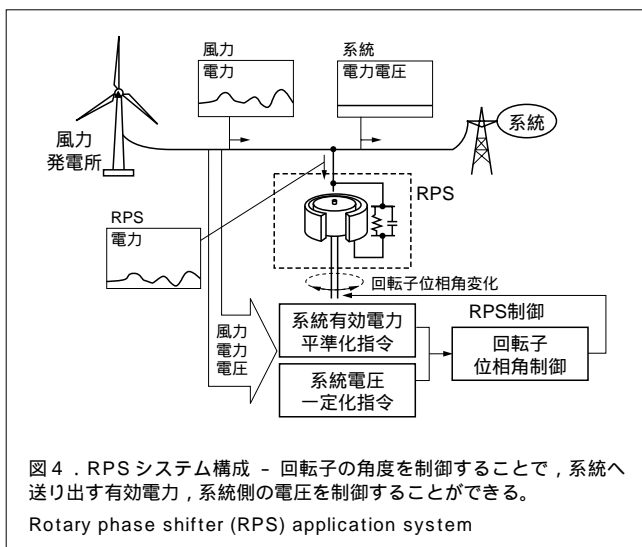 風力
電力
系統
電力電圧
風力
発電所
系統
RPS
RPS
電力
回転子位相角変化
風力
電力
電圧
系統有効電力
平準化指令
系統電圧
一定化指令
RPS制御
回転子
位相角制御
図４．RPSシステム構成 － 回転子の角度を制御することで，系統へ
送り出す有効電力，系統側の電圧を制御することができる。
Rotary phase shifter (RPS) application system